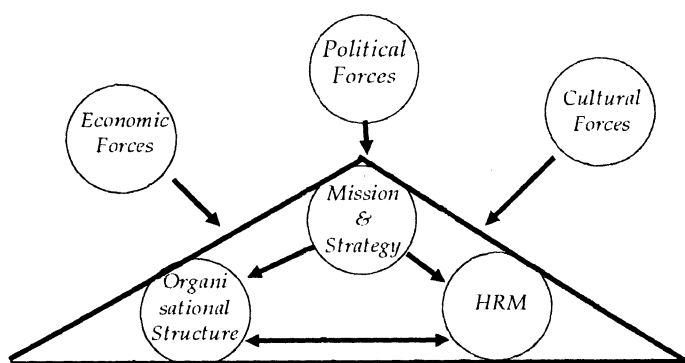 Political
Forces
Economic
Forces
Cultural
Forces
Mission
&
Strategy
Organi
sational
Structure
HRM